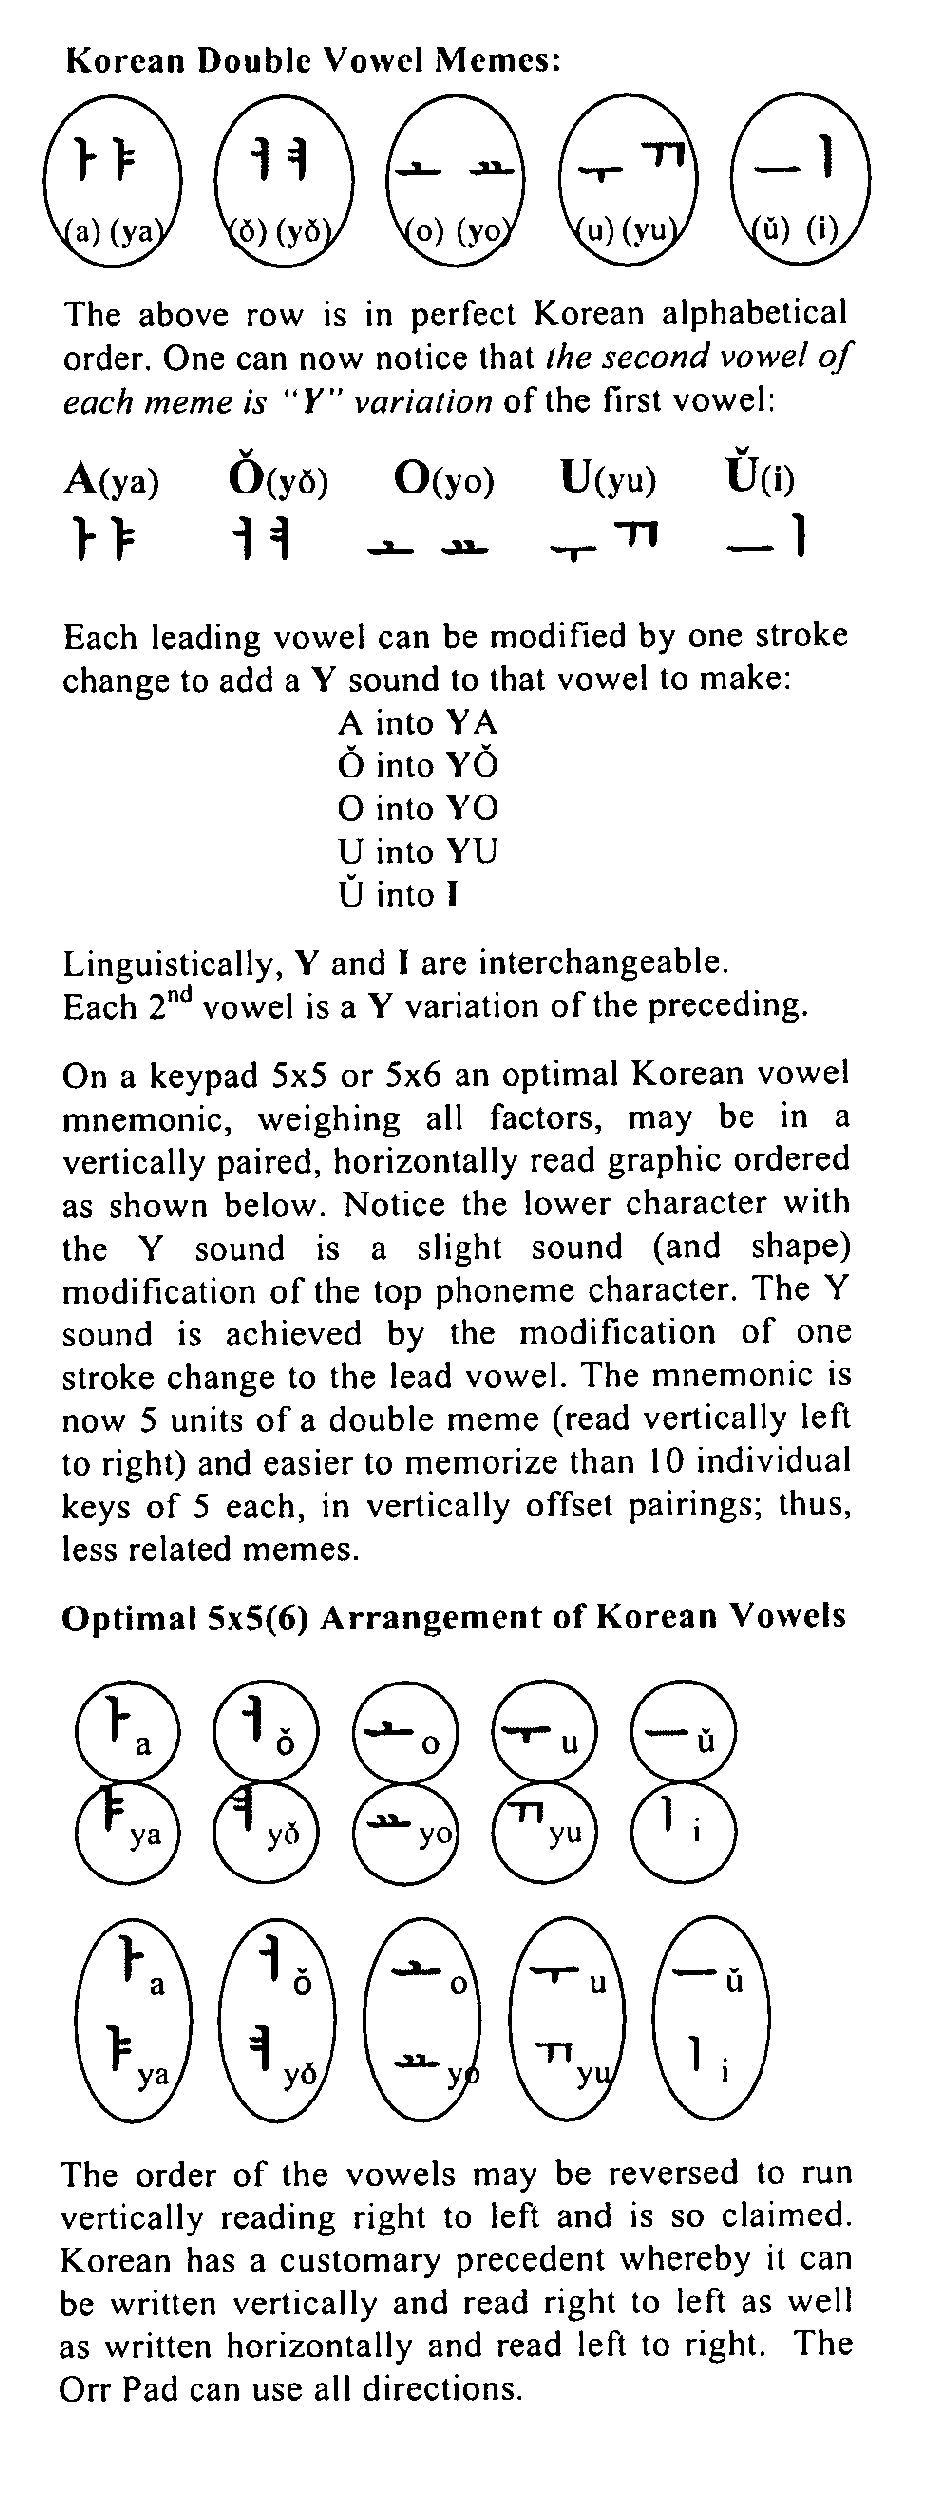 Korean Double Vowel Memes:
ㅏ ㅑ ㅓ ㅕ ㅗ ㅛ ㅜ ㅠ ㅡ ㅣ
(a) (ya) (ŏ) (yŏ) (o) (yo) (u) (yu) (ŭ) (i)
The above row is in perfect Korean alphabetical
order. One can now notice that the second vowel of
each meme is "Y" variation of the first vowel:
A(ya) Ŏ(yŏ) O(yo) U(yu) Ŭ(i)
ㅏ ㅑ ㅓ ㅕ ㅗ ㅛ ㅜ ㅠ ㅡ ㅣ
Each leading vowel can be modified by one stroke
change to add a Y sound to that vowel to make:
A into YA
Ŏ into YŎ
O into YO
U into YU
Ŭ into I
Linguistically, Y and I are interchangeable.
Each 2nd vowel is a Y variation of the preceding.
On a keypad 5x5 or 5x6 an optimal Korean vowel
mnemonic, weighing all factors, may be in a
vertically paired, horizontally read graphic ordered
as shown below. Notice the lower character with
the Y sound is a slight sound (and shape)
modification of the top phoneme character. The Y
sound is achieved by the modification of one
stroke change to the lead vowel. The mnemonic is
now 5 units of a double meme (read vertically left
to right) and easier to memorize than 10 individual
keys of 5 each, in vertically offset pairings; thus,
less related memes.
Optimal 5x5(6) Arrangement of Korean Vowels
ㅏ a ㅓ ŏ ㅗ o ㅜ u ㅡ ŭ
ㅑ ya ㅕ yŏ ㅛ yo ㅠ yu ㅣ i
ㅏ a ㅓ ŏ ㅗ o ㅜ u ㅡ ŭ
ㅑ ya ㅕ yŏ ㅛ yo ㅠ yu ㅣ i
The order of the vowels may be reversed to run
vertically reading right to left and is so claimed.
Korean has a customary precedent whereby it can
be written vertically and read right to left as well
as written horizontally and read left to right. The
Orr Pad can use all directions.